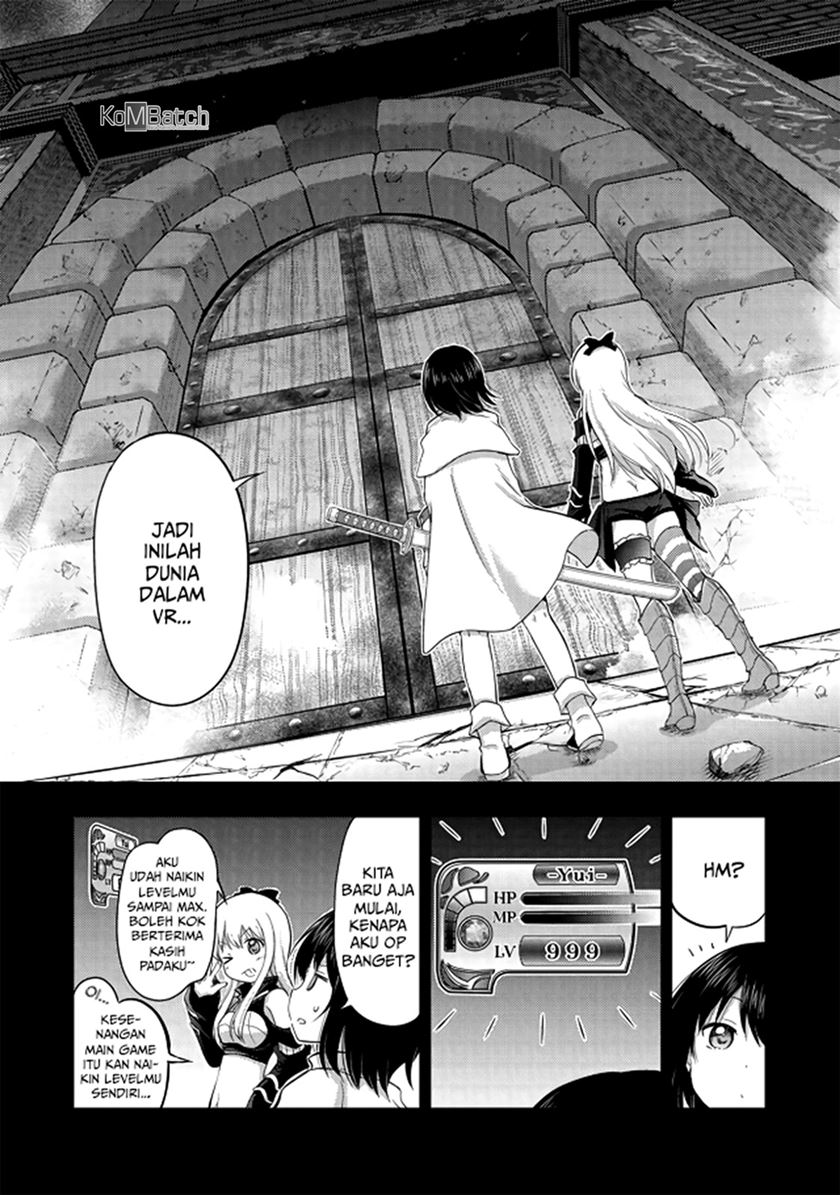 KoMBatch
JADI
INILAH
DUNIA
DALAM
VR...
HM?
-Yui-
HP
MP
LV
999
KITA
BARU AJA
MULAI,
KENAPA
AKU OP
BANGET?
AKU
UDAH NAIKIN
LEVELMU
SAMPAI MAX.
BOLEH KOK
BERTERIMA
KASIH
PADAKU~
OI...
KESE-
NANGAN
MAIN GAME
ITU KAN NAI-
KIN LEVELMU
SENDIRI...